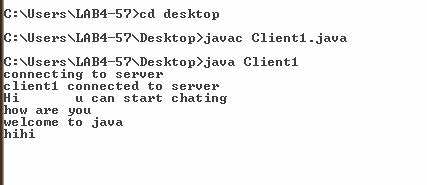 C:\Users\LAB4-57>cd desktop
C:\Users\LAB4-57\Desktop>javac Client1.java
C:\Users\LAB4-57\Desktop>java Client1
connecting to server
client1 connected to server
Hi      u can start chating
how are you
welcome to java
hihi